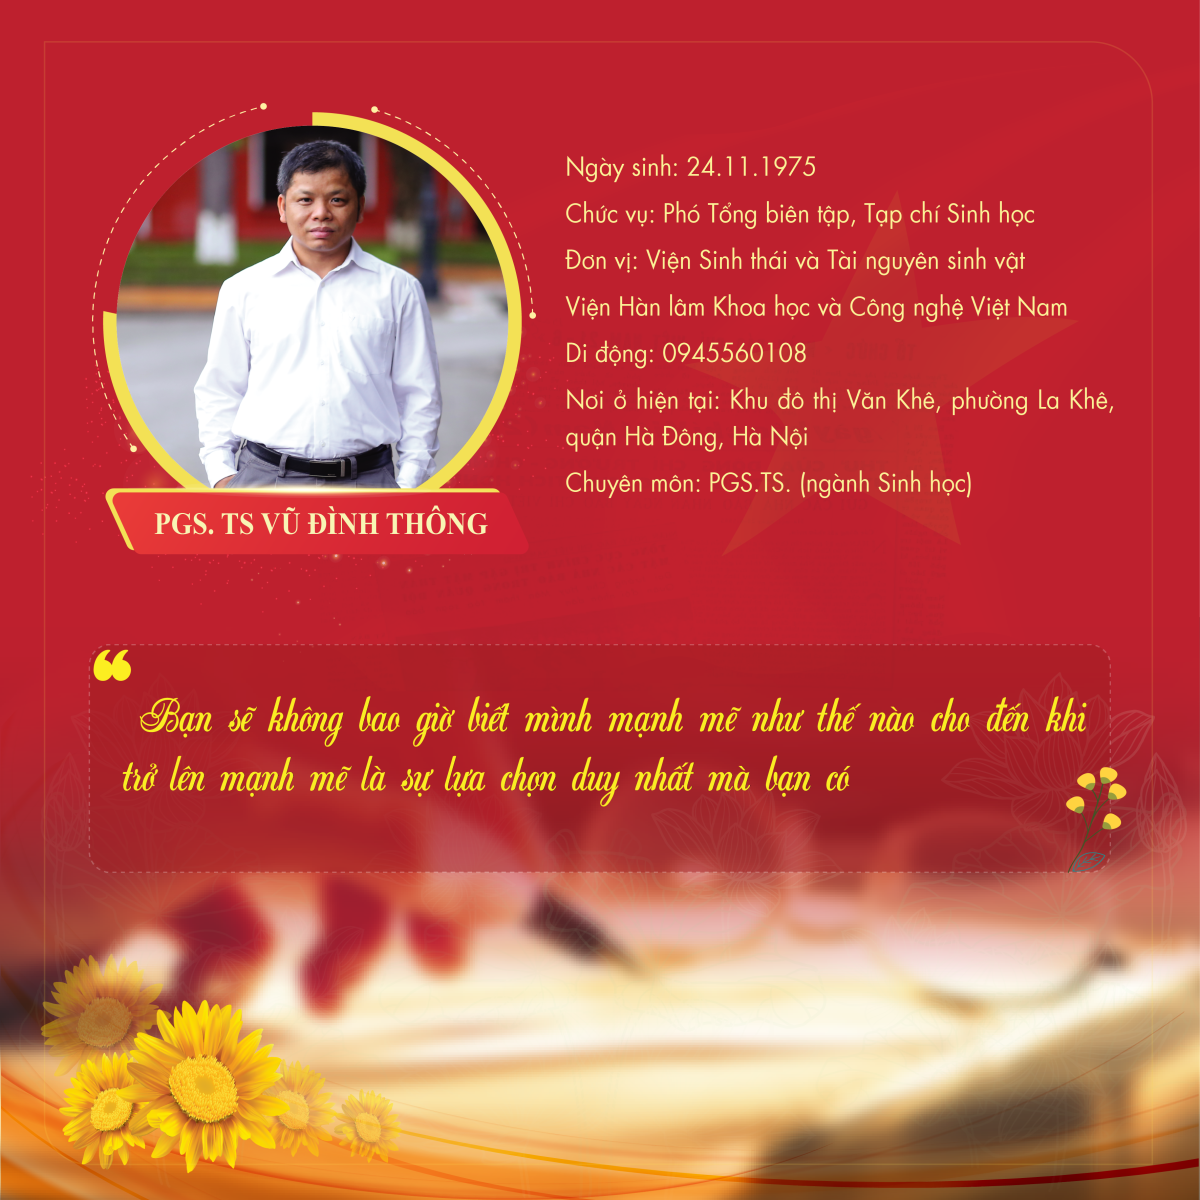 Ngày sinh: 24.11.1975
Chức vụ: Phó Tổng biên tập, Tạp chí Sinh học
Đơn vị: Viện Sinh thái và Tài nguyên sinh vật
Viện Hàn lâm Khoa học và Công nghệ Việt Nam
Di động: 0945560108
Nơi ở hiện tại: Khu đô thị Văn Khê, phường La Khê,
quận Hà Đông, Hà Nội
Chuyên môn: PGS.TS. (ngành Sinh học)
PGS. TS VŨ ĐÌNH THÔNG
Bạn sẽ không bao giờ biết mình mạnh mẽ như thế nào cho đến khi
trở lên mạnh mẽ là sự lựa chọn duy nhất mà bạn có